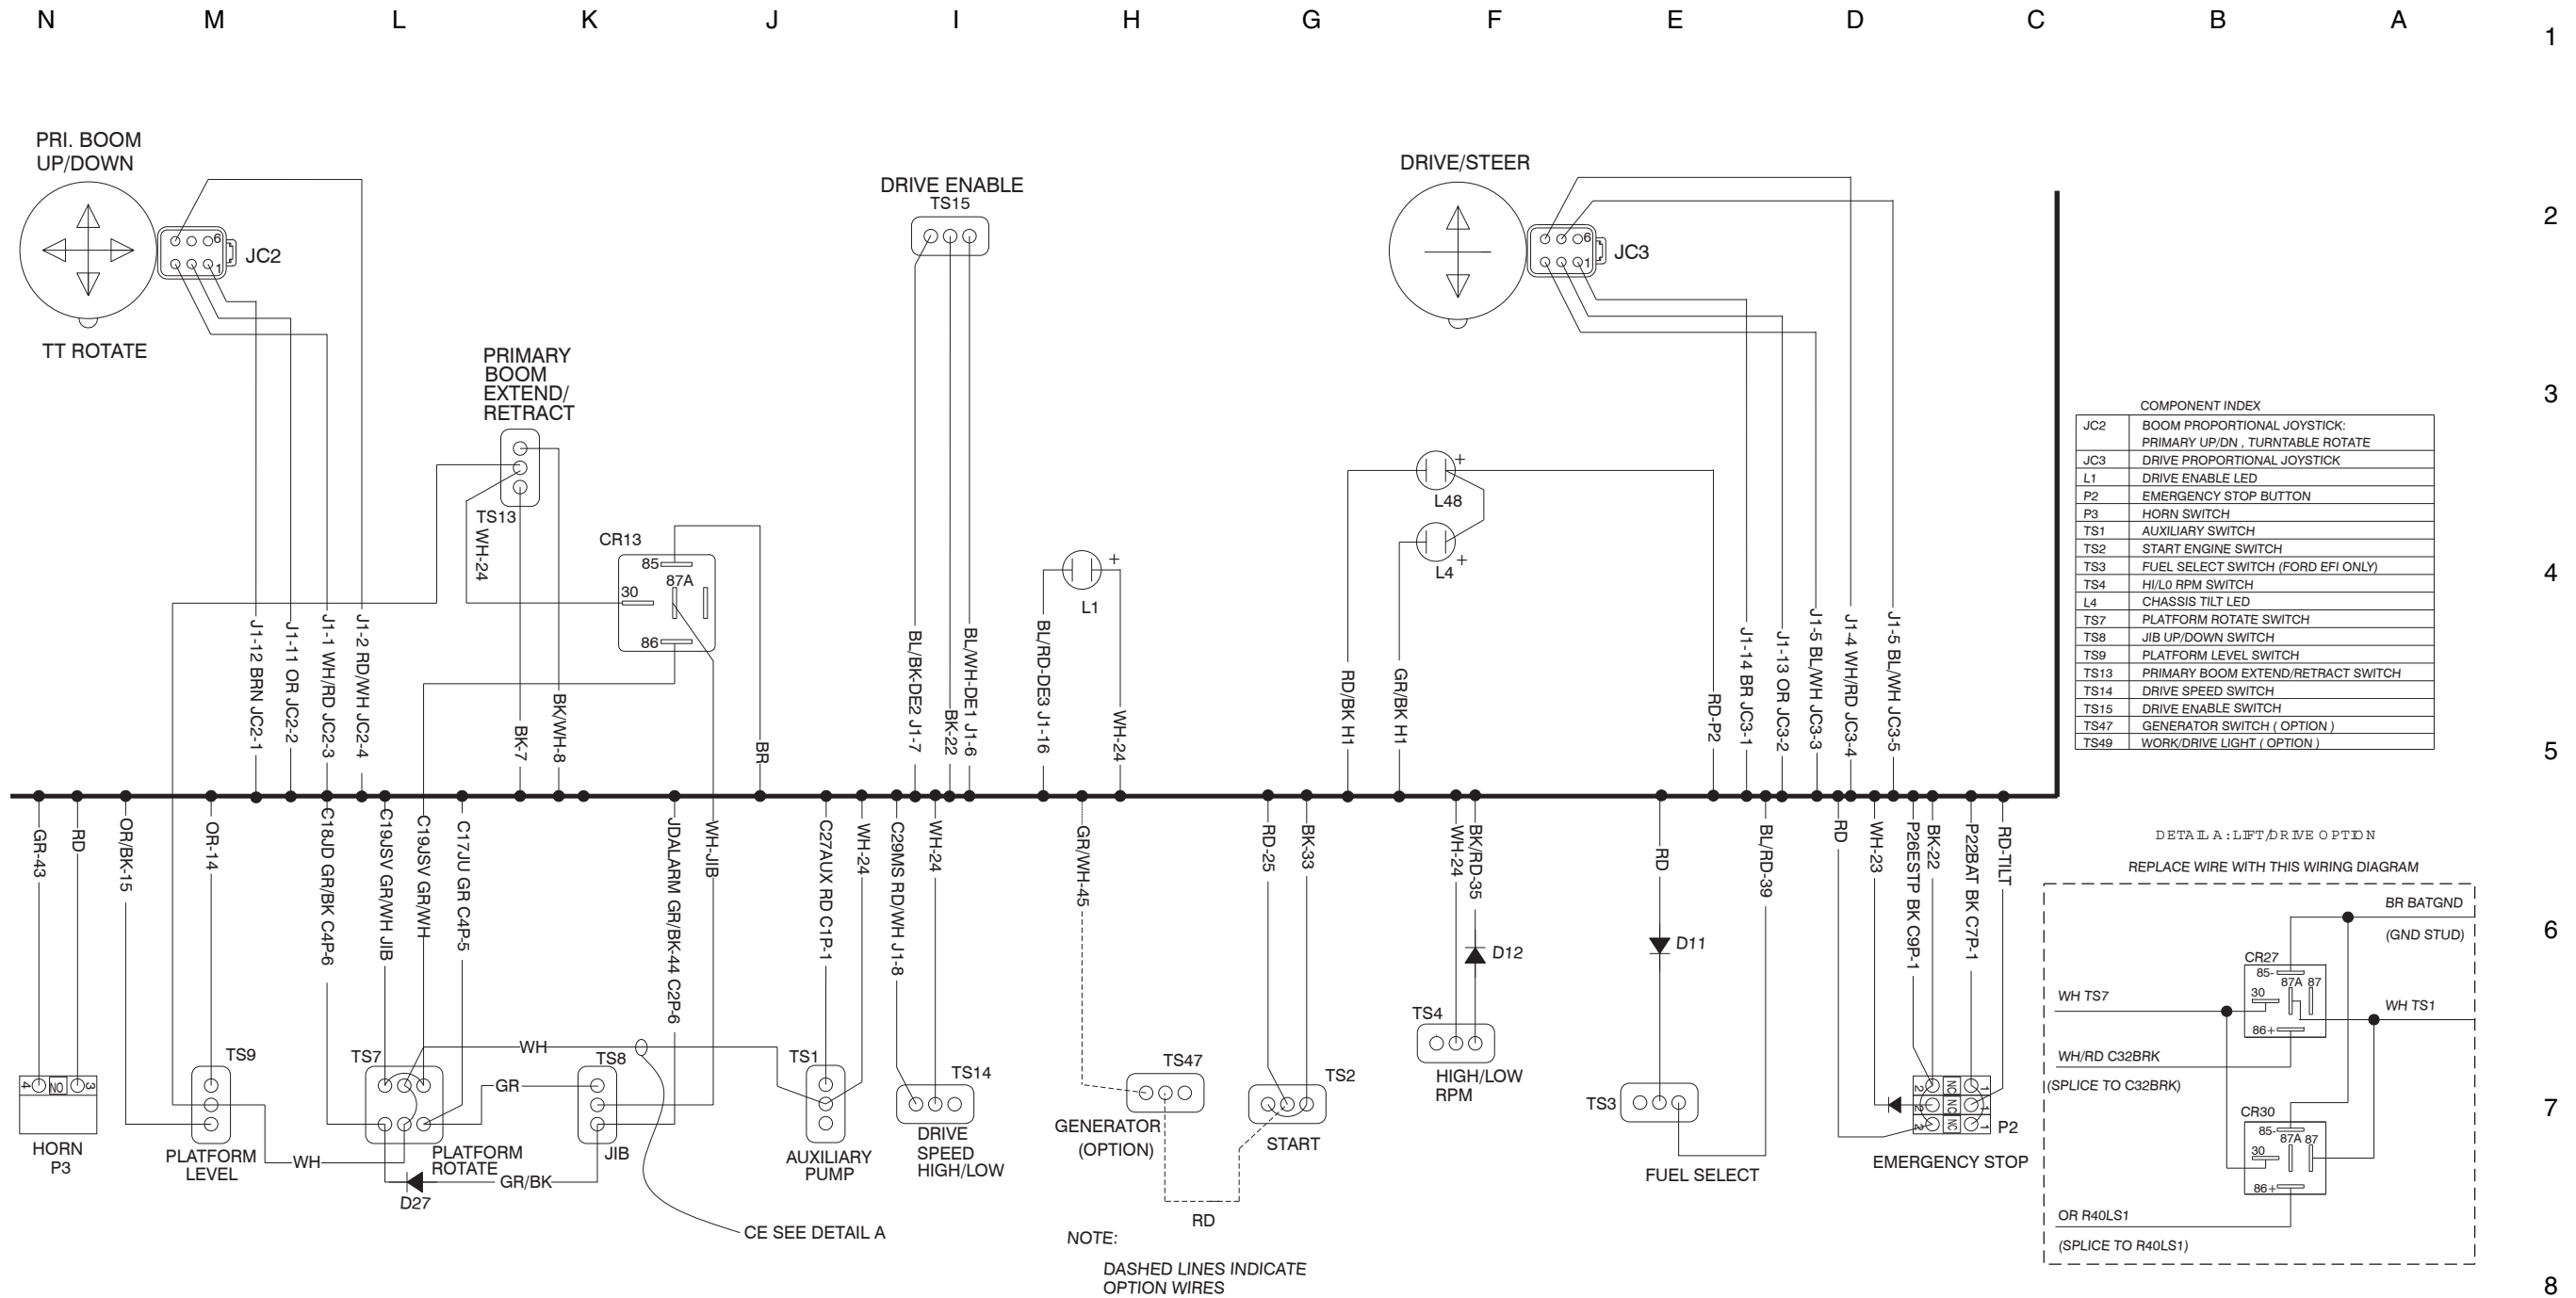 N M L K J I H G F E D C B A
1
2
3
4
5
6
7
8
PRI. BOOM
UP/DOWN
6
1
JC2
TT ROTATE
DRIVE ENABLE
TS15
DRIVE/STEER
6
1
JC3
PRIMARY
BOOM
EXTEND/
RETRACT
TS13
WH-24
CR13
85
87A
30
86
L1
+
L48
+
L4
+
J1-12 BRN JC2-1
J1-11 OR JC2-2
J1-1 WH/RD JC2-3
J1-2 RD/WH JC2-4
BK-7
BK/WH-8
BR
BL/BK-DE2 J1-7
BK-22
BL/WH-DE1 J1-6
BL/RD-DE3 J1-16
WH-24
RD/BK H1
GR/BK H1
RD-P2
J1-14 BR JC3-1
J1-13 OR JC3-2
J1-5 BL/WH JC3-3
J1-4 WH/RD JC3-4
J1-5 BL/WH JC3-5
COMPONENT INDEX
JC2 BOOM PROPORTIONAL JOYSTICK:
PRIMARY UP/DN , TURNTABLE ROTATE
JC3 DRIVE PROPORTIONAL JOYSTICK
L1 DRIVE ENABLE LED
P2 EMERGENCY STOP BUTTON
P3 HORN SWITCH
TS1 AUXILIARY SWITCH
TS2 START ENGINE SWITCH
TS3 FUEL SELECT SWITCH (FORD EFI ONLY)
TS4 HI/L0 RPM SWITCH
L4 CHASSIS TILT LED
TS7 PLATFORM ROTATE SWITCH
TS8 JIB UP/DOWN SWITCH
TS9 PLATFORM LEVEL SWITCH
TS13 PRIMARY BOOM EXTEND/RETRACT SWITCH
TS14 DRIVE SPEED SWITCH
TS15 DRIVE ENABLE SWITCH
TS47 GENERATOR SWITCH ( OPTION )
TS49 WORK/DRIVE LIGHT ( OPTION )
GR-43
RD
OR/BK-15
OR-14
C18JD GR/BK C4P-6
C19JSV GR/WH JIB
C19JSV GR/WH
C17JU GR C4P-5
JDALARM GR/BK-44 C2P-6
WH-JIB
C27AUX RD C1P-1
WH-24
C29MS RD/WH J1-8
WH-24
GR/WH-45
RD-25
BK-33
WH-24
BK/RD-35
RD
BL/RD-39
RD
WH-23
P26ESTP BK C9P-1
BK-22
P22BAT BK C7P-1
RD-TILT
4 NO 3
HORN
P3
TS9
PLATFORM
LEVEL
WH
TS7
PLATFORM
ROTATE
D27
GR/BK
WH
GR
TS8
JIB
CE SEE DETAIL A
TS1
AUXILIARY
PUMP
TS14
DRIVE
SPEED
HIGH/LOW
TS47
GENERATOR
(OPTION)
RD
TS2
START
D12
TS4
HIGH/LOW
RPM
D11
TS3
FUEL SELECT
2 NC 1
2 NC 1
2 NC 1
P2
EMERGENCY STOP
NOTE:
DASHED LINES INDICATE
OPTION WIRES
DETAIL A: LIFT/DRIVE OPTION
REPLACE WIRE WITH THIS WIRING DIAGRAM
BR BATGND
(GND STUD)
CR27
85-
87A 87
30
86+
WH TS7
WH TS1
WH/RD C32BRK
(SPLICE TO C32BRK)
CR30
85-
87A 87
30
86+
OR R40LS1
(SPLICE TO R40LS1)